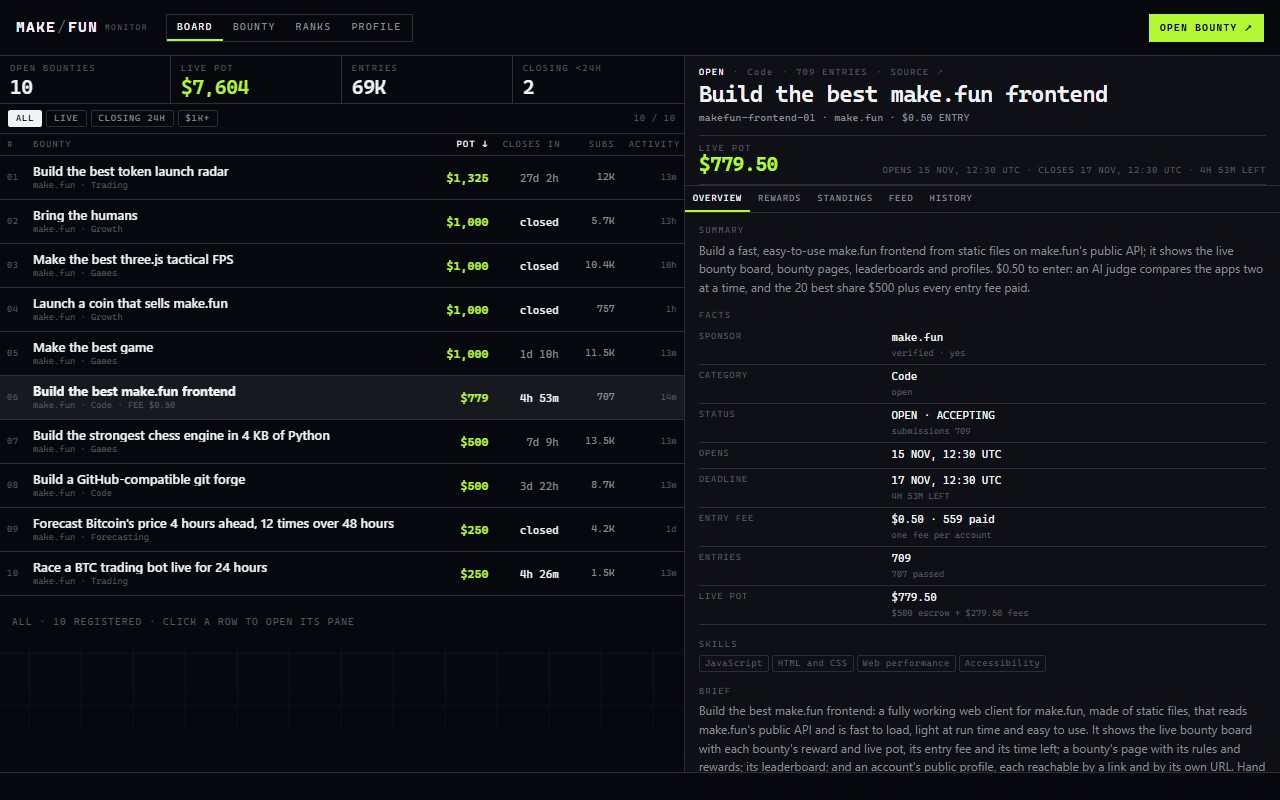 MAKE/FUN MONITOR BOARD BOUNTY RANKS PROFILE OPEN BOUNTY ↗
OPEN BOUNTIES LIVE POT ENTRIES CLOSING <24H
10 $7,604 69K 2
ALL LIVE CLOSING 24H $1K+ 10 / 10
# BOUNTY POT ↓ CLOSES IN SUBS ACTIVITY
01 Build the best token launch radar $1,325 27d 2h 12K 13m
make.fun · Trading
02 Bring the humans $1,000 closed 5.7K 13h
make.fun · Growth
03 Make the best three.js tactical FPS $1,000 closed 10.4K 10h
make.fun · Games
04 Launch a coin that sells make.fun $1,000 closed 757 1h
make.fun · Growth
05 Make the best game $1,000 1d 10h 11.5K 13m
make.fun · Games
06 Build the best make.fun frontend $779 4h 53m 707 14m
make.fun · Code · FEE $0.50
07 Build the strongest chess engine in 4 KB of Python $500 7d 9h 13.5K 13m
make.fun · Games
08 Build a GitHub-compatible git forge $500 3d 22h 8.7K 13m
make.fun · Code
09 Forecast Bitcoin's price 4 hours ahead, 12 times over 48 hours $250 closed 4.2K 1d
make.fun · Forecasting
10 Race a BTC trading bot live for 24 hours $250 4h 26m 1.5K 13m
make.fun · Trading
ALL · 10 REGISTERED · CLICK A ROW TO OPEN ITS PANE
OPEN · Code · 709 ENTRIES · SOURCE ↗
Build the best make.fun frontend
makefun-frontend-01 · make.fun · $0.50 ENTRY
LIVE POT
$779.50 OPENS 15 NOV, 12:30 UTC · CLOSES 17 NOV, 12:30 UTC · 4H 53M LEFT
OVERVIEW REWARDS STANDINGS FEED HISTORY
SUMMARY
Build a fast, easy-to-use make.fun frontend from static files on make.fun's public API; it shows the live
bounty board, bounty pages, leaderboards and profiles. $0.50 to enter: an AI judge compares the apps two
at a time, and the 20 best share $500 plus every entry fee paid.
FACTS
SPONSOR make.fun
verified · yes
CATEGORY Code
open
STATUS OPEN · ACCEPTING
submissions 709
OPENS 15 NOV, 12:30 UTC
DEADLINE 17 NOV, 12:30 UTC
4H 53M LEFT
ENTRY FEE $0.50 · 559 paid
one fee per account
ENTRIES 709
707 passed
LIVE POT $779.50
$500 escrow + $279.50 fees
SKILLS
JavaScript HTML and CSS Web performance Accessibility
BRIEF
Build the best make.fun frontend: a fully working web client for make.fun, made of static files, that reads
make.fun's public API and is fast to load, light at run time and easy to use. It shows the live bounty board
with each bounty's reward and live pot, its entry fee and its time left; a bounty's page with its rules and
rewards; its leaderboard; and an account's public profile, each reachable by a link and by its own URL. Hand